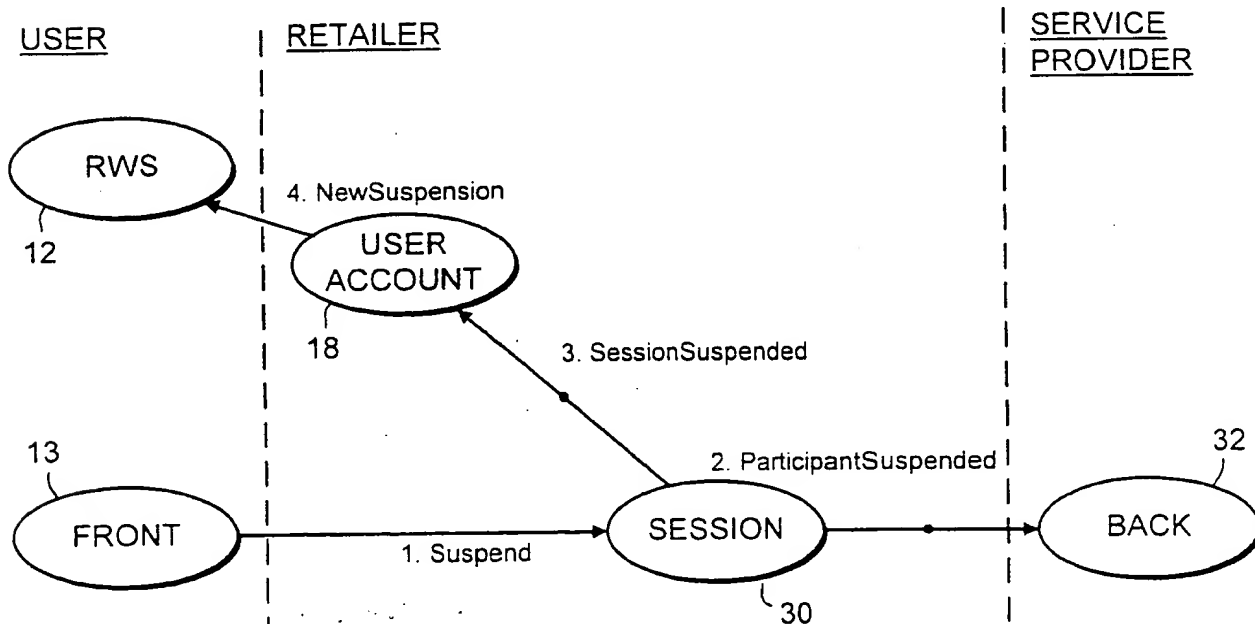 USER
RETAILER
SERVICE
PROVIDER
RWS
12
4. NewSuspension
USER
ACCOUNT
18
3. SessionSuspended
13
FRONT
1. Suspend
2. ParticipantSuspended
SESSION
30
32
BACK